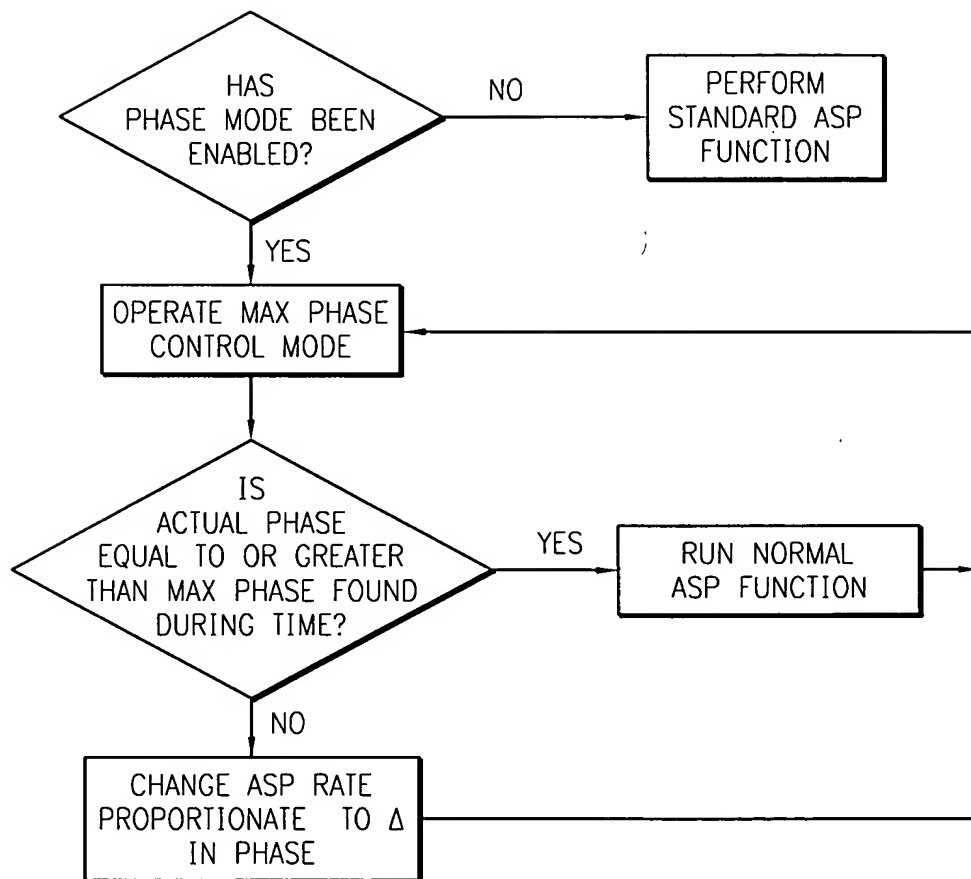 HAS
PHASE MODE BEEN
ENABLED?
NO
PERFORM
STANDARD ASP
FUNCTION
YES
OPERATE MAX PHASE
CONTROL MODE
IS
ACTUAL PHASE
EQUAL TO OR GREATER
THAN MAX PHASE FOUND
DURING TIME?
YES
RUN NORMAL
ASP FUNCTION
NO
CHANGE ASP RATE
PROPORTIONATE TO Δ
IN PHASE